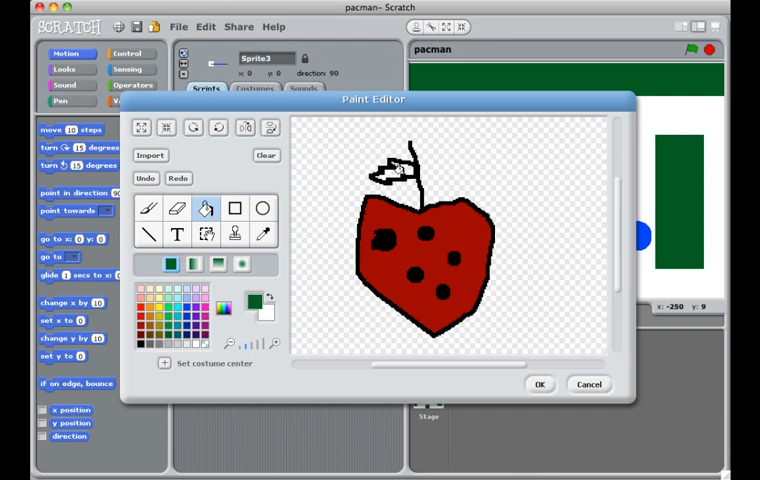 pacman- Scratch
SCRATCH File Edit Share Help
Motion Control
Looks Sensing
Sound Operators
Pen
Sprite3
x: 0 y: 0 direction: 90
Scripts Costumes Sounds
pacman
Paint Editor
Import Clear
Undo Redo
T
Set costume center
OK Cancel
move 10 steps
turn 15 degrees
turn 15 degrees
point in direction
point towards
go to x: 0 y: 0
go to
glide 1 secs to x:
change x by 10
set x to 0
change y by 10
set y to 0
if on edge, bounce
x position
y position
direction
x: -250 y: 9
Stage